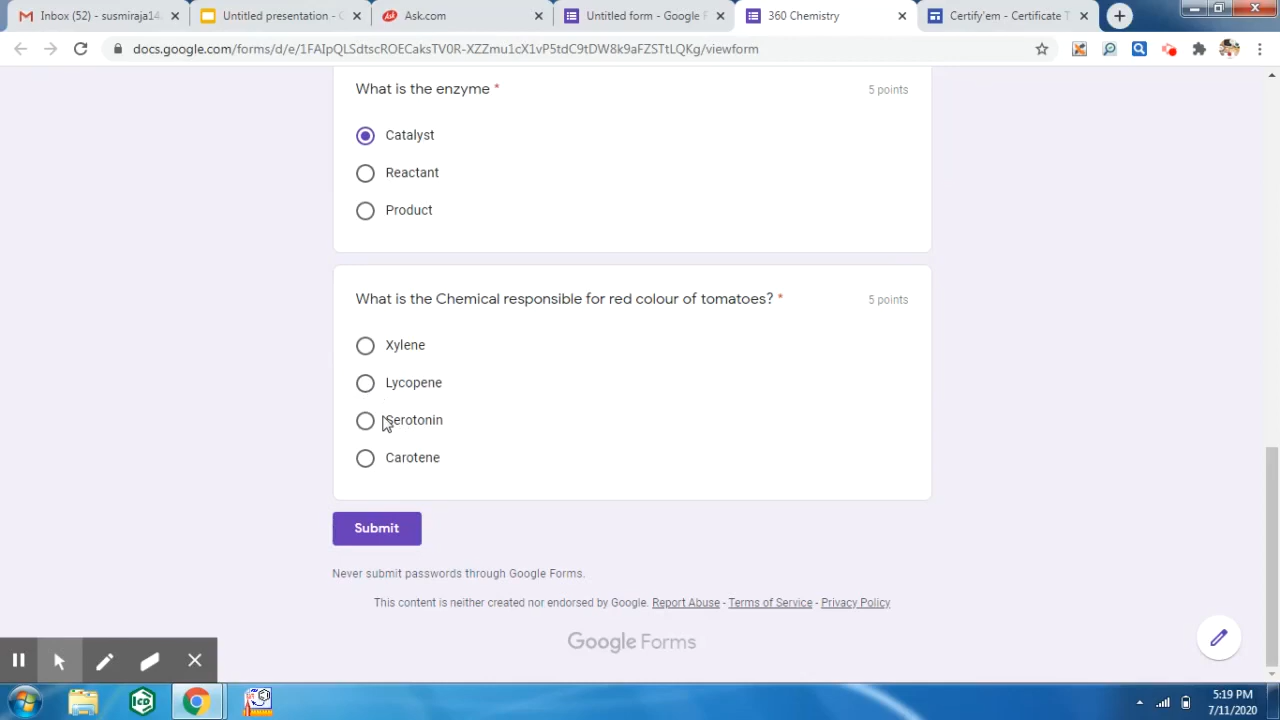 Inbox (22) - susmiraja14
Untitled presentation - G
Ask.com
Untitled form - Google F
360 Chemistry
Certify'em - Certificate T
docs.google.com/forms/d/e/1FAIpQLSdtscrROECaksTV0R-XZZmu1cX1vP5tdC9tDW8k9aFZSTtLQKg/viewform
What is the enzyme *
5 points
Catalyst
Reactant
Product
What is the Chemical responsible for red colour of tomatoes? *
5 points
Xylene
Lycopene
Serotonin
Carotene
Submit
Never submit passwords through Google Forms.
This content is neither created nor endorsed by Google. Report Abuse - Terms of Service - Privacy Policy
Google Forms
5:19 PM
7/11/2020